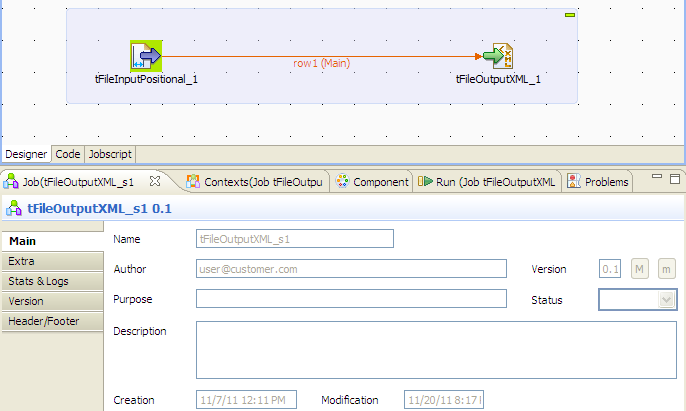 row1 (Main)
tFileInputPositional_1
tFileOutputXML_1
Designer Code Jobscript
Job(tFileOutputXML_s1 Contexts(Job tFileOutpu Component Run (Job tFileOutputXML Problems
tFileOutputXML_s1 0.1
Main
Extra
Stats & Logs
Version
Header/Footer
Name tFileOutputXML_s1
Author user@customer.com Version 0.1 M m
Purpose Status
Description
Creation 11/7/11 12:11 PM Modification 11/20/11 8:17